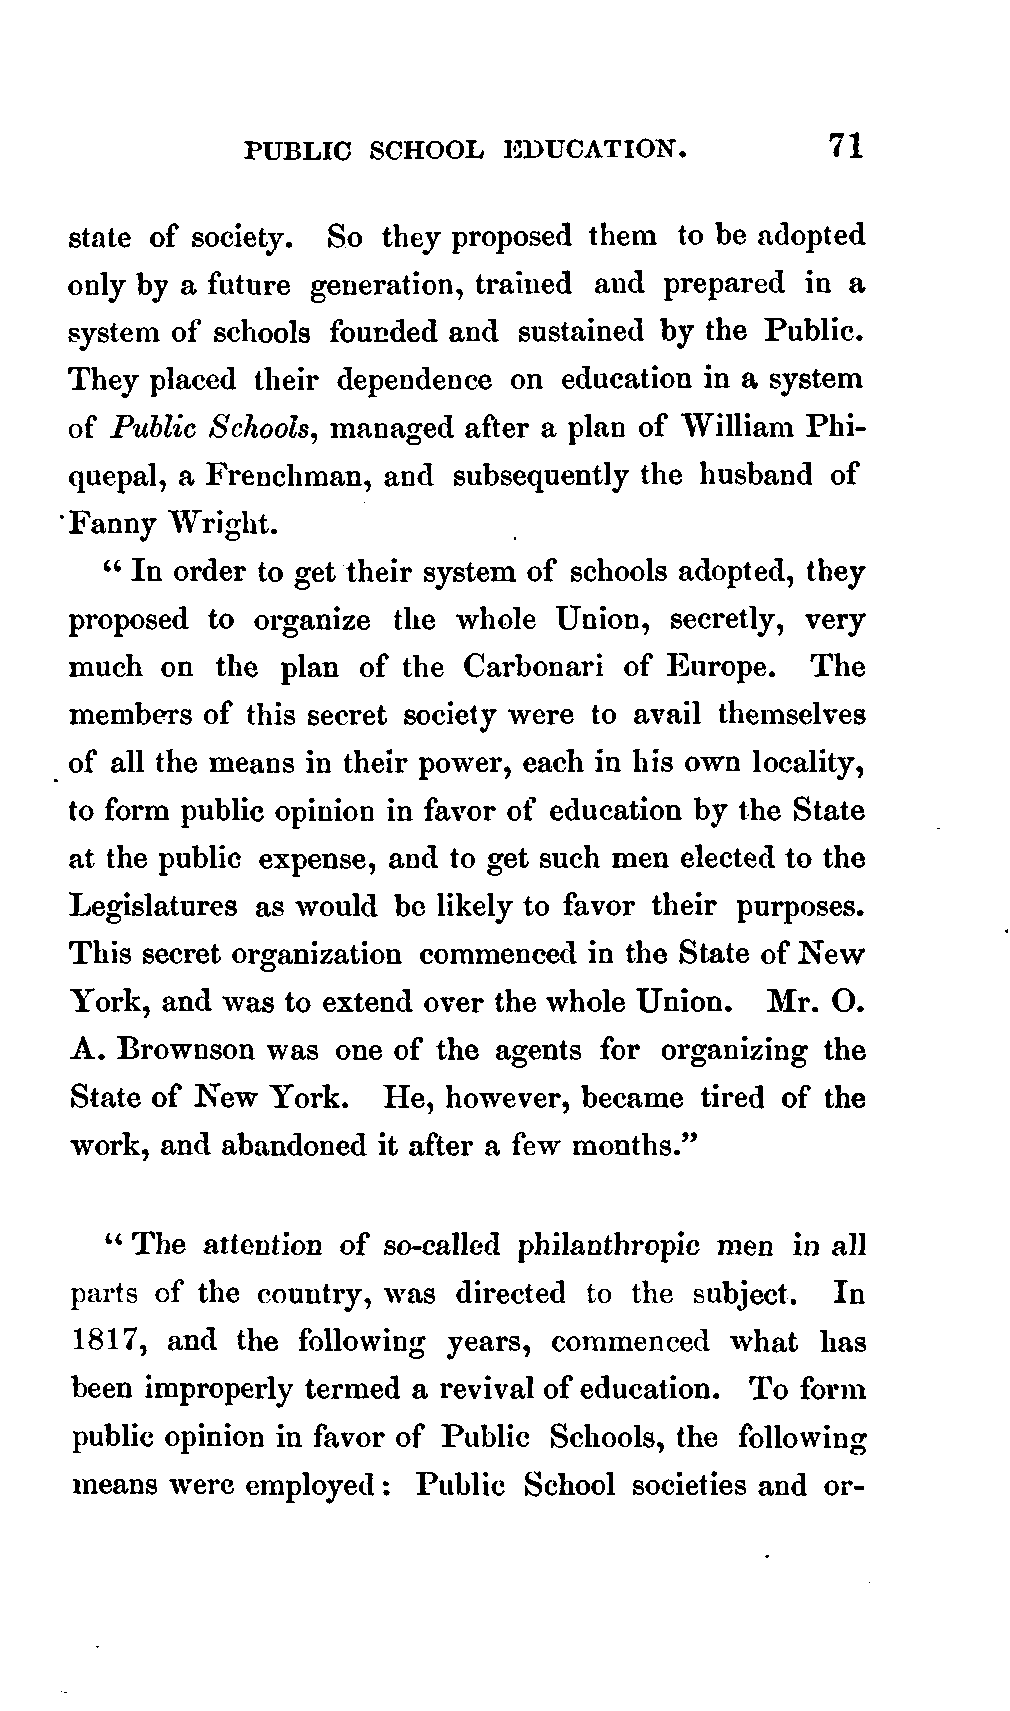 PUBLIC SCHOOL EDUCATION. 71
state of society. So they proposed them to be adopted
only by a future generation, trained and prepared in a
system of schools founded and sustained by the Public.
They placed their dependence on education in a system
of Public Schools, managed after a plan of William Phi-
quepal, a Frenchman, and subsequently the husband of
Fanny Wright.
“ In order to get their system of schools adopted, they
proposed to organize the whole Union, secretly, very
much on the plan of the Carbonari of Europe. The
members of this secret society were to avail themselves
of all the means in their power, each in his own locality,
to form public opinion in favor of education by the State
at the public expense, and to get such men elected to the
Legislatures as would be likely to favor their purposes.
This secret organization commenced in the State of New
York, and was to extend over the whole Union. Mr. O.
A. Brownson was one of the agents for organizing the
State of New York. He, however, became tired of the
work, and abandoned it after a few months.”
“ The attention of so-called philanthropic men in all
parts of the country, was directed to the subject. In
1817, and the following years, commenced what has
been improperly termed a revival of education. To form
public opinion in favor of Public Schools, the following
means were employed: Public School societies and or-